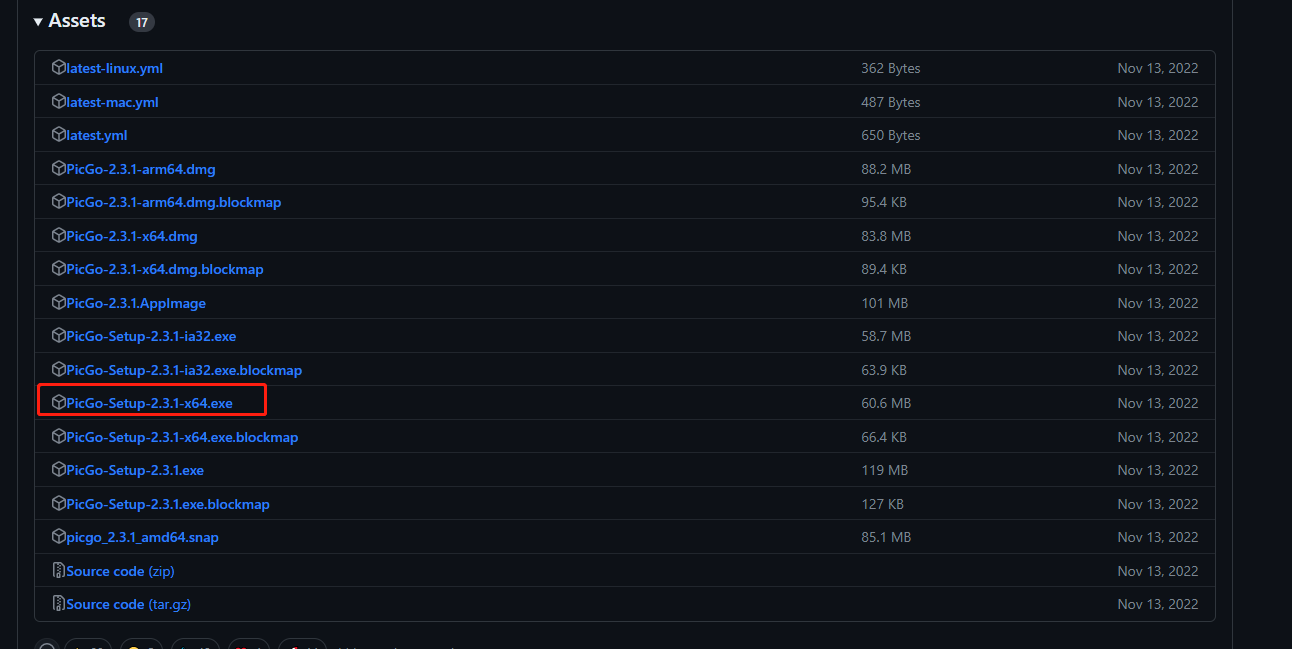 Assets 17
latest-linux.yml 362 Bytes Nov 13, 2022
latest-mac.yml 487 Bytes Nov 13, 2022
latest.yml 650 Bytes Nov 13, 2022
PicGo-2.3.1-arm64.dmg 88.2 MB Nov 13, 2022
PicGo-2.3.1-arm64.dmg.blockmap 95.4 KB Nov 13, 2022
PicGo-2.3.1-x64.dmg 83.8 MB Nov 13, 2022
PicGo-2.3.1-x64.dmg.blockmap 89.4 KB Nov 13, 2022
PicGo-2.3.1.AppImage 101 MB Nov 13, 2022
PicGo-Setup-2.3.1-ia32.exe 58.7 MB Nov 13, 2022
PicGo-Setup-2.3.1-ia32.exe.blockmap 63.9 KB Nov 13, 2022
PicGo-Setup-2.3.1-x64.exe 60.6 MB Nov 13, 2022
PicGo-Setup-2.3.1-x64.exe.blockmap 66.4 KB Nov 13, 2022
PicGo-Setup-2.3.1.exe 119 MB Nov 13, 2022
PicGo-Setup-2.3.1.exe.blockmap 127 KB Nov 13, 2022
picgo_2.3.1_amd64.snap 85.1 MB Nov 13, 2022
Source code (zip) Nov 13, 2022
Source code (tar.gz) Nov 13, 2022